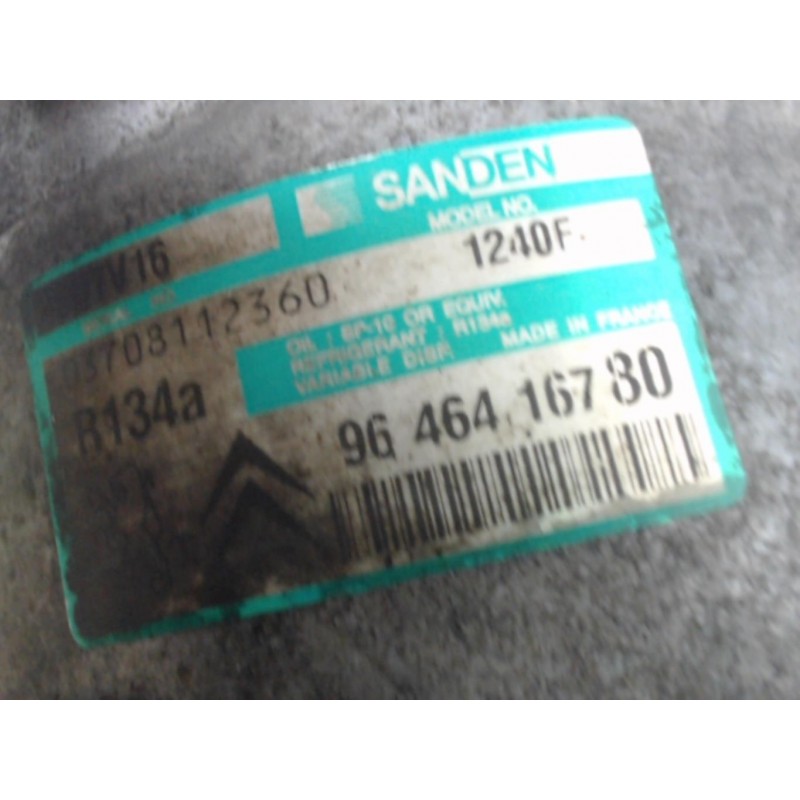 SANDEN
MODEL NO.
7V16 1240F
03708112360
OIL : SP-10 OR EQUIV.
REFRIGERANT : R134a
VARIABLE DISP. MADE IN FRANCE
R134a
96 464 167 80